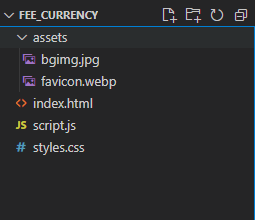 FEE_CURRENCY
assets
bgimg.jpg
favicon.webp
index.html
JS script.js
# styles.css